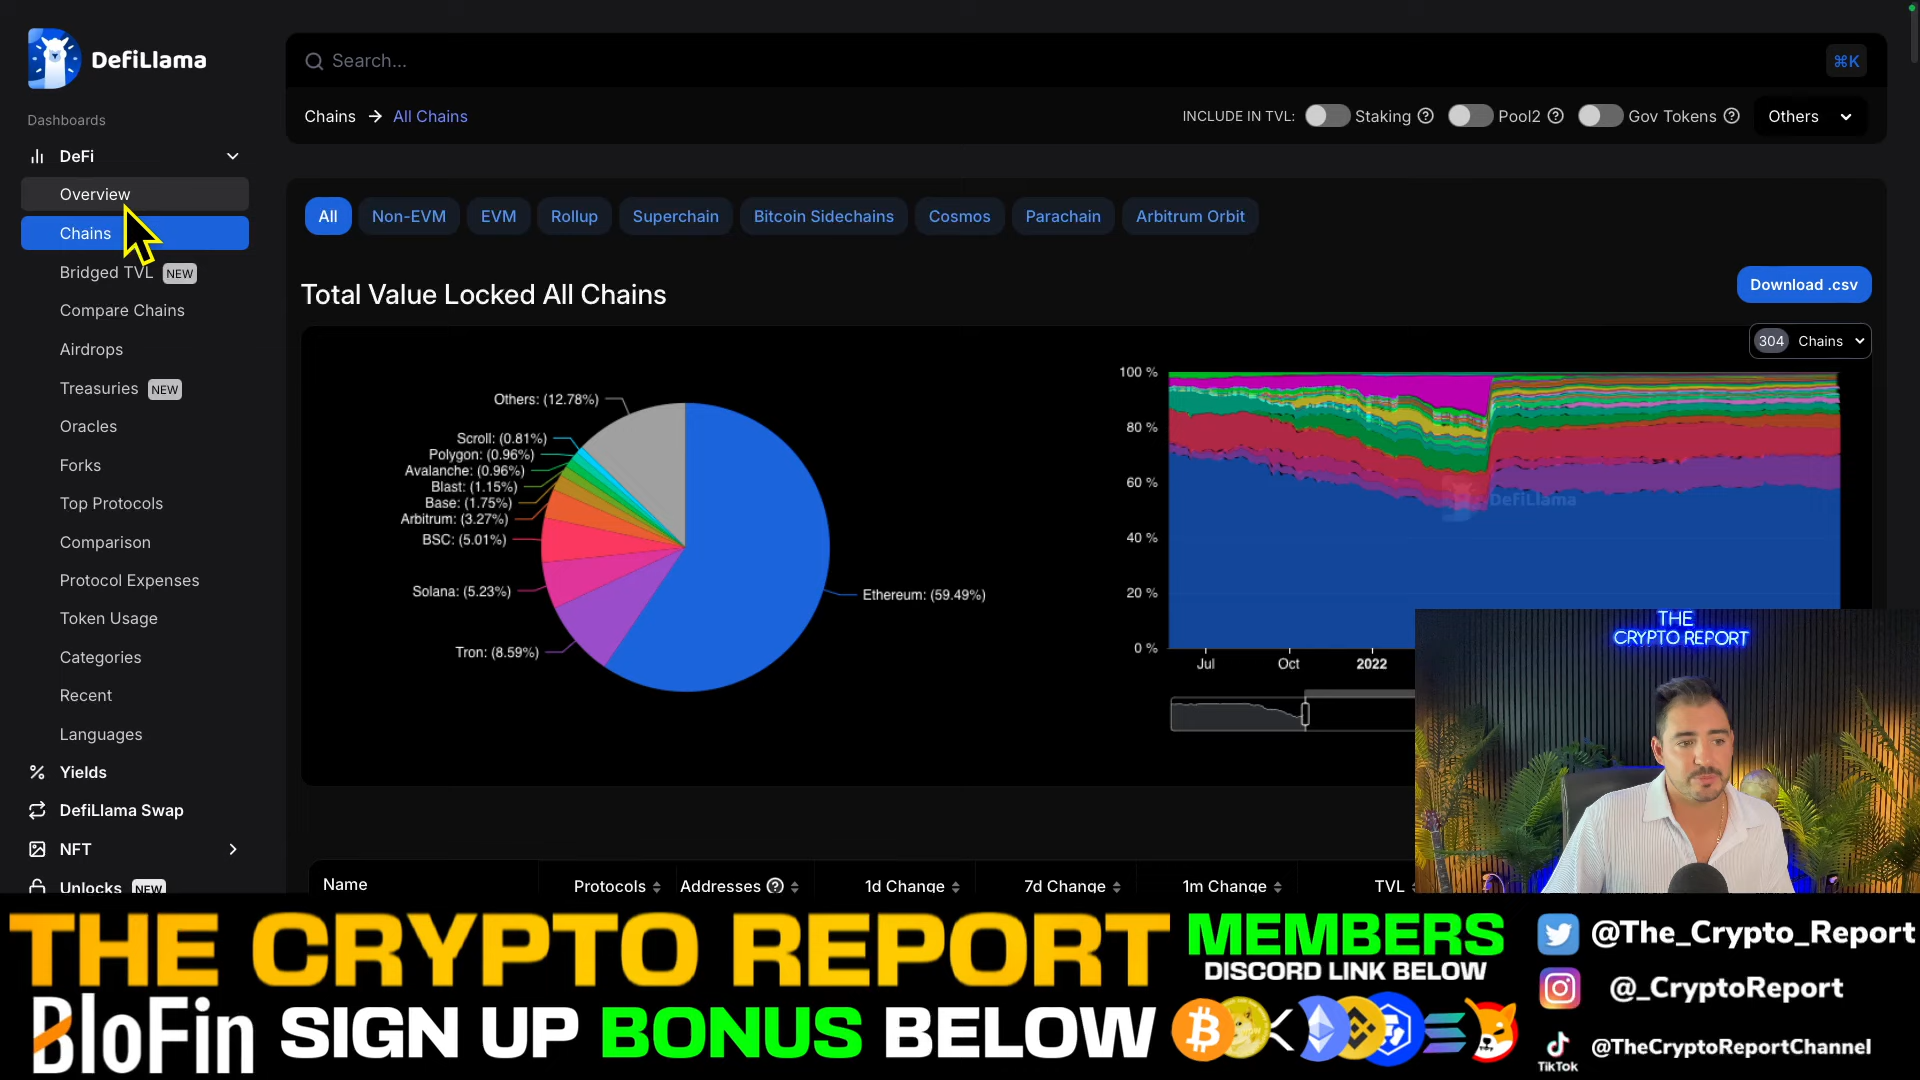 DefiLlama
Search...
⌘K
Dashboards
Chains → All Chains
INCLUDE IN TVL: Staking Pool2 Gov Tokens Others
DeFi
Overview
Chains
Bridged TVL NEW
Compare Chains
Airdrops
Treasuries NEW
Oracles
Forks
Top Protocols
Comparison
Protocol Expenses
Token Usage
Categories
Recent
Languages
Yields
DefiLlama Swap
NFT
Unlocks NEW
All Non-EVM EVM Rollup Superchain Bitcoin Sidechains Cosmos Parachain Arbitrum Orbit
Total Value Locked All Chains
Download .csv
304 Chains
Others: (12.78%)
Scroll: (0.81%)
Polygon: (0.96%)
Avalanche: (0.96%)
Blast: (1.15%)
Base: (1.75%)
Arbitrum: (3.27%)
BSC: (5.01%)
Solana: (5.23%)
Tron: (8.59%)
Ethereum: (59.49%)
100 %
80 %
60 %
40 %
20 %
0 %
DefiLlama
Jul Oct 2022
THE
CRYPTO REPORT
Name Protocols Addresses 1d Change 7d Change 1m Change TVL
THE CRYPTO REPORT
BloFin SIGN UP BONUS BELOW
MEMBERS
DISCORD LINK BELOW
@The_Crypto_Report
@_CryptoReport
TikTok @TheCryptoReportChannel